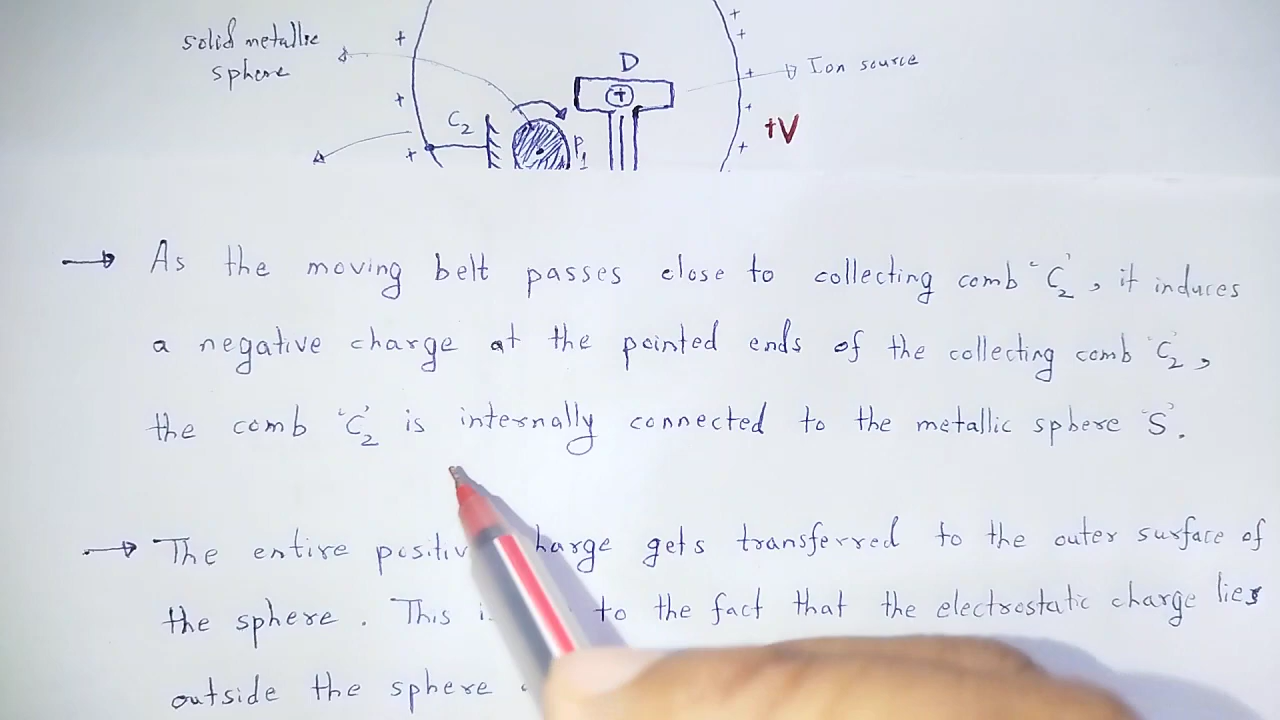 solid metallic
sphere
D
Ion source
C2
P1
+V
→ As the moving belt passes close to collecting comb 'C2', it induces
a negative charge at the pointed ends of the collecting comb 'C2',
the comb 'C2' is internally connected to the metallic sphere 'S'.
→ The entire charge gets transferred to the outer surface of
the sphere. This to the fact that the electrostatic charge lies
outside the sphere